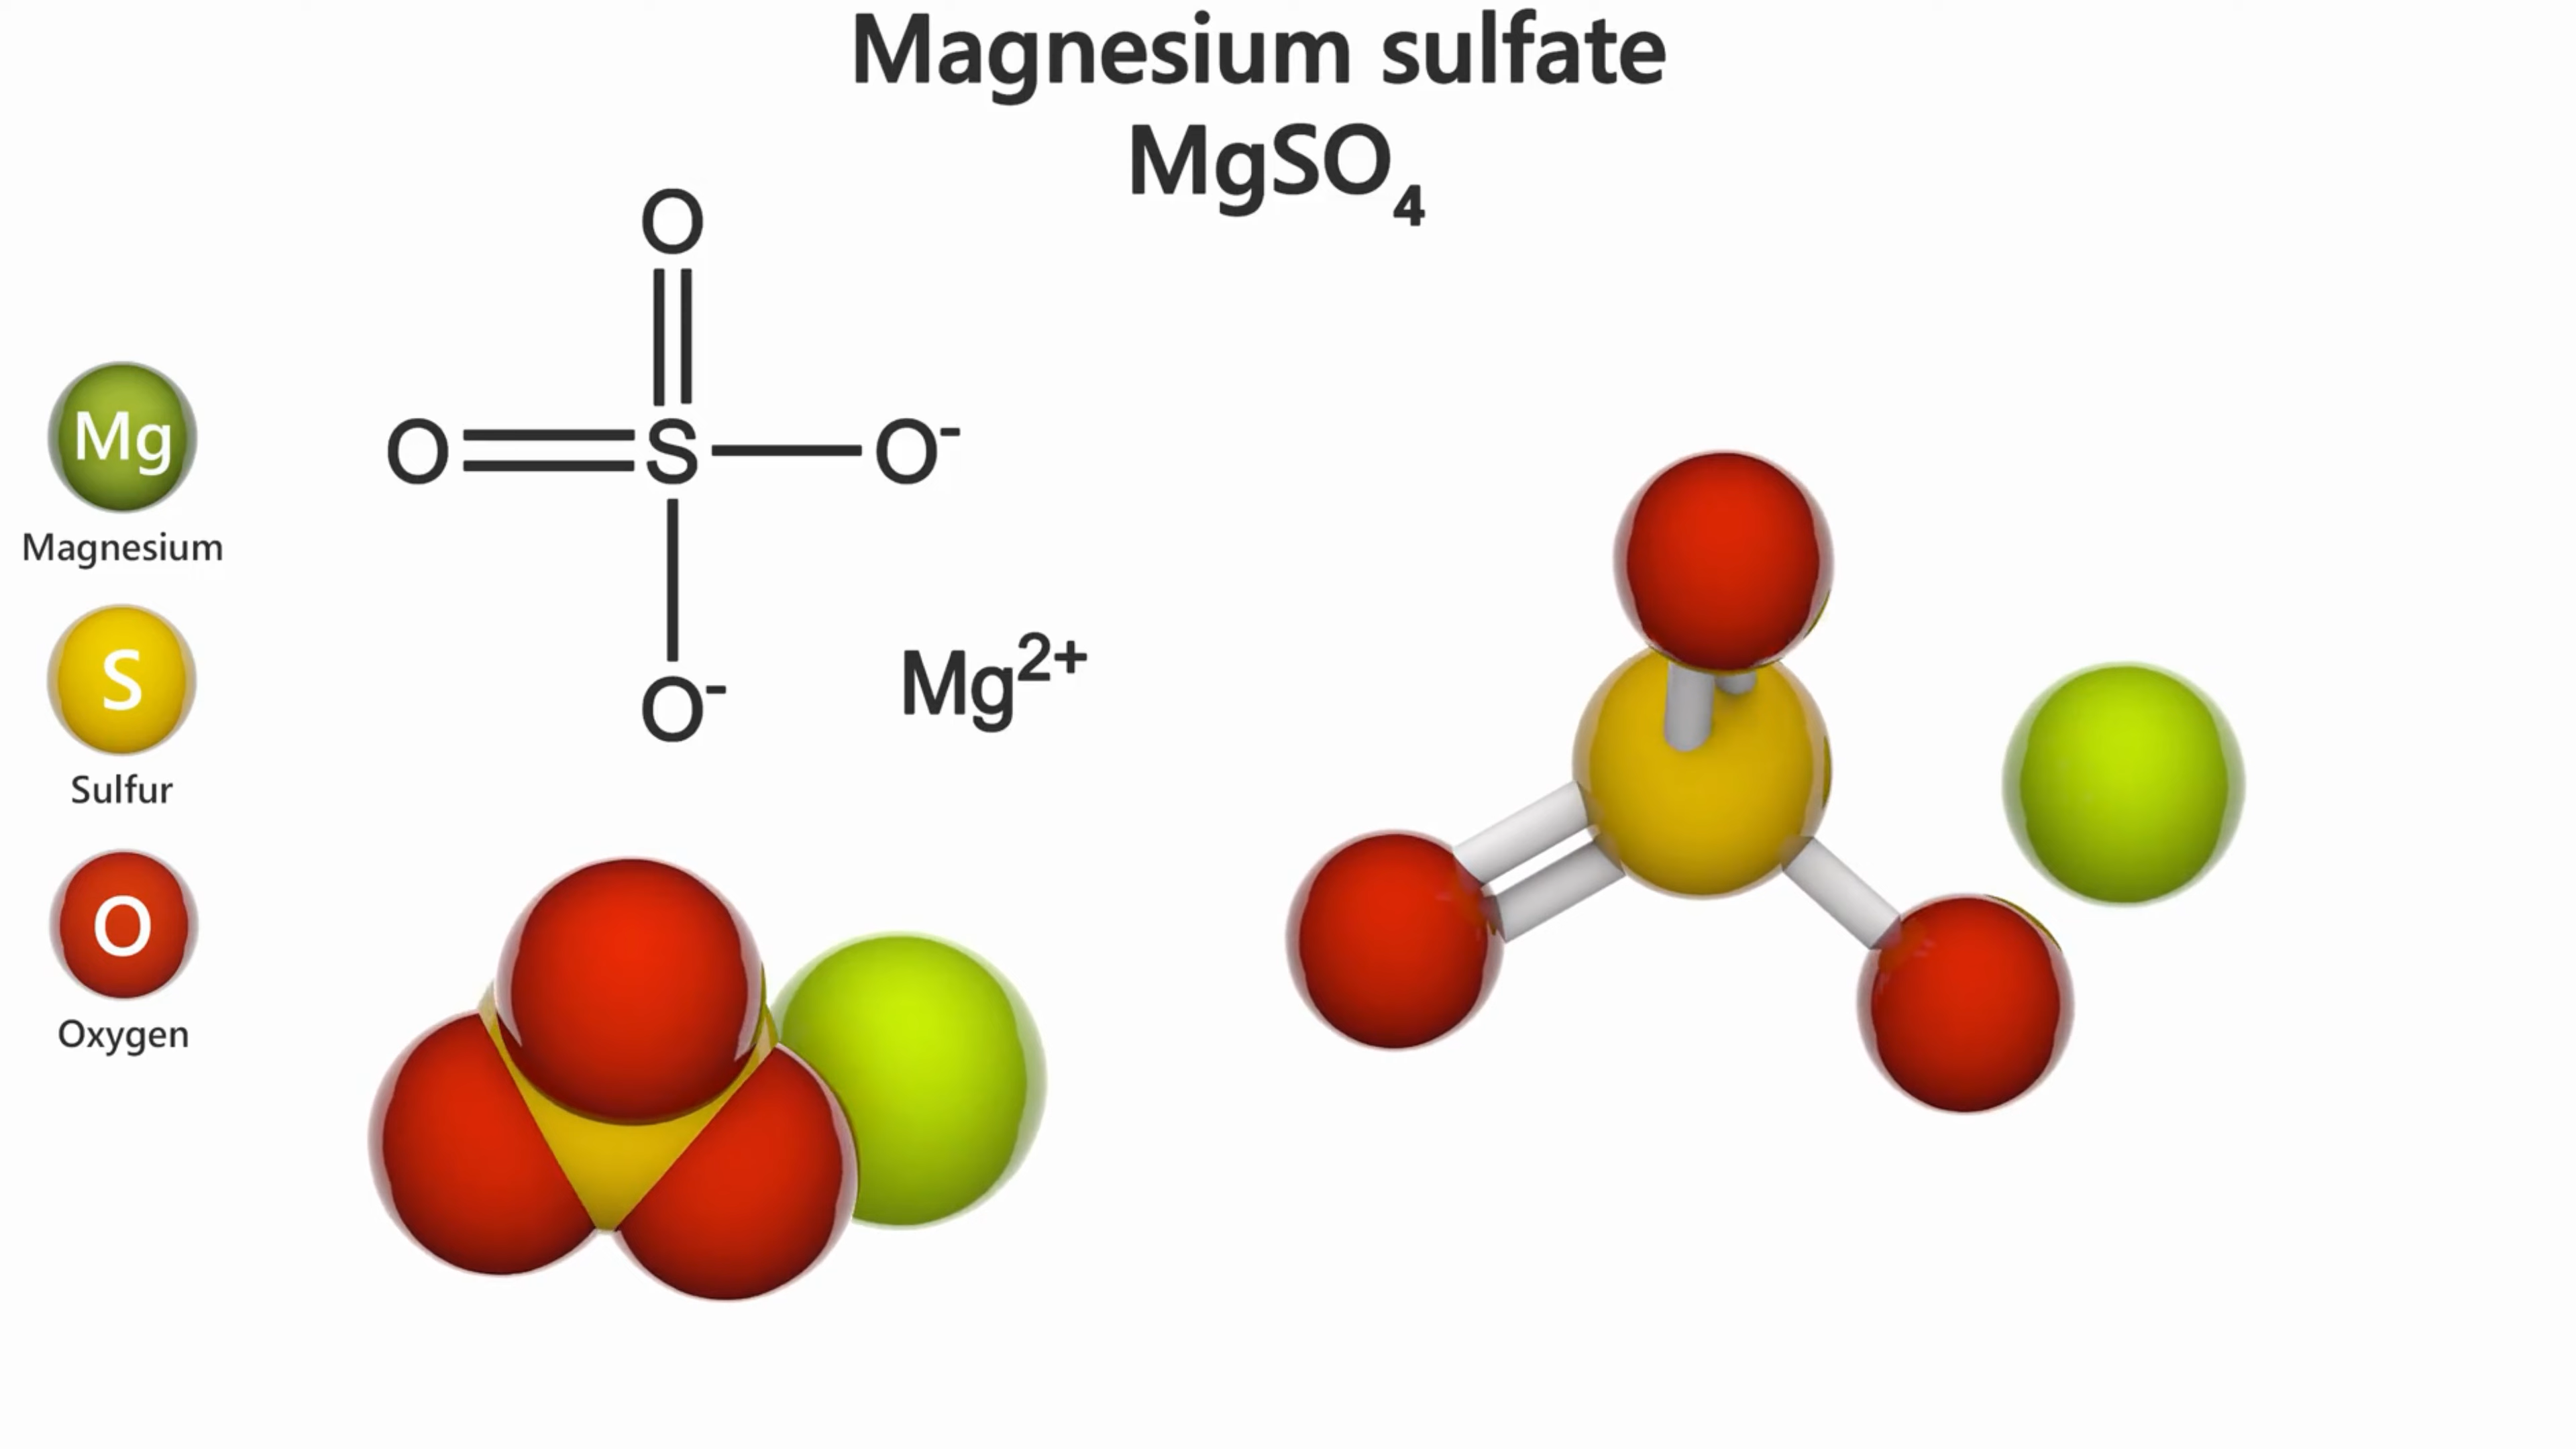 Magnesium sulfate
MgSO₄
O
O S O⁻
O⁻
Mg²⁺
Mg
Magnesium
S
Sulfur
O
Oxygen